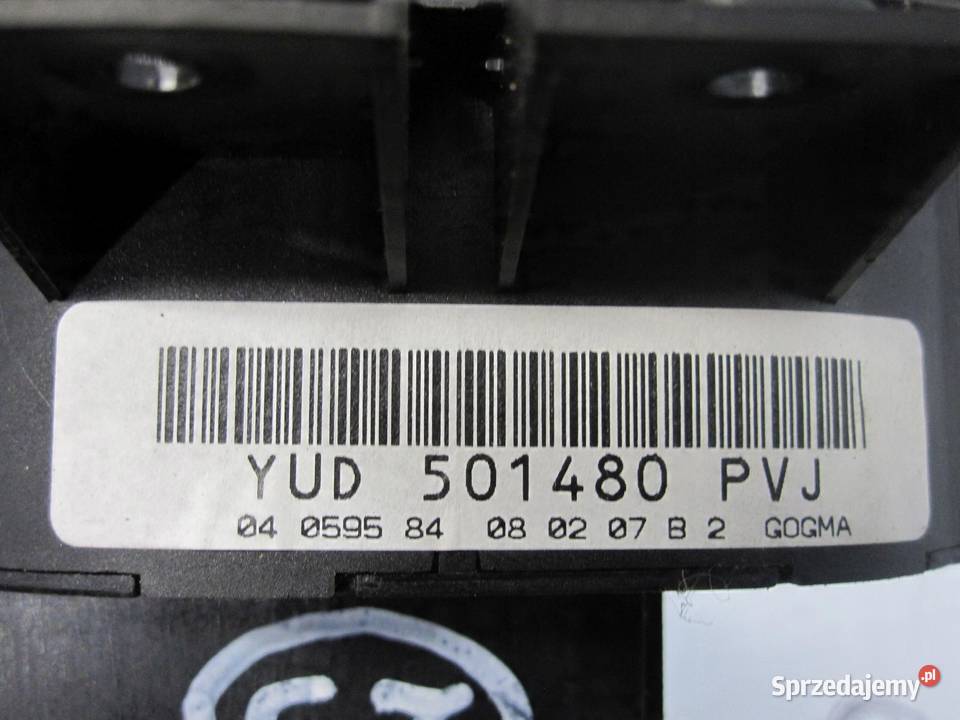 YUD 501480 PVJ
04 0595 84 08 02 07 B 2 GOGMA
Sprzedajemy.pl